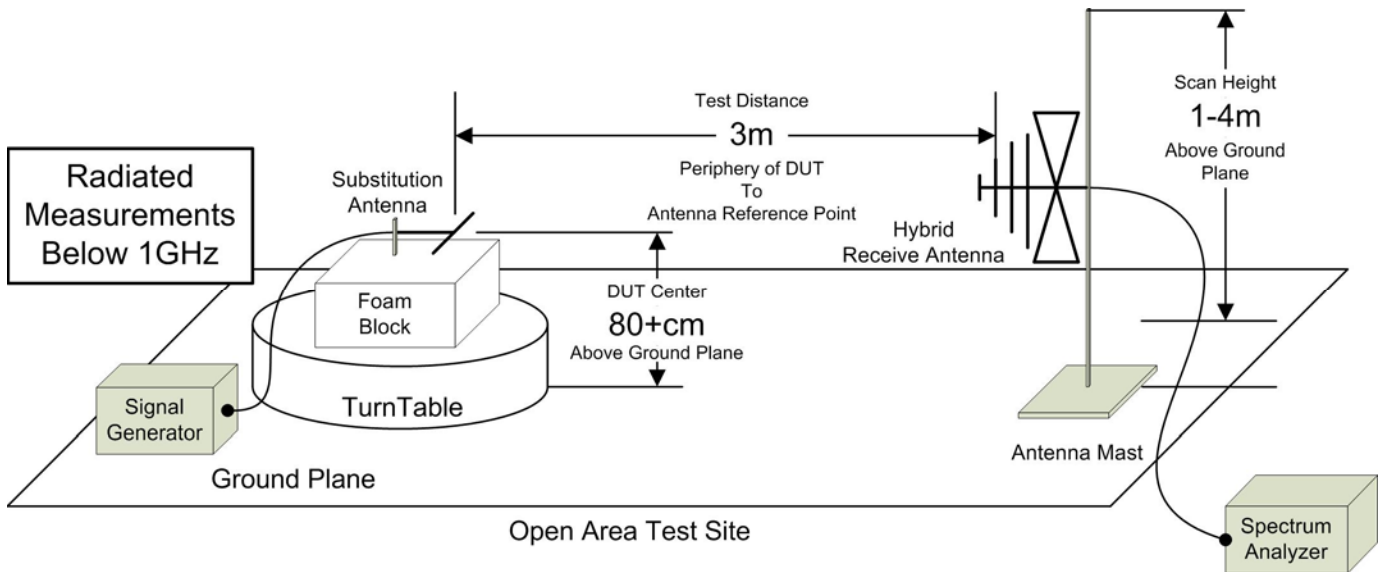 Radiated
Measurements
Below 1GHz
Substitution
Antenna
Test Distance
3m
Periphery of DUT
To
Antenna Reference Point
Hybrid
Receive Antenna
Scan Height
1-4m
Above Ground
Plane
Foam
Block
DUT Center
80+cm
Above Ground Plane
TurnTable
Signal
Generator
Ground Plane
Antenna Mast
Open Area Test Site
Spectrum
Analyzer